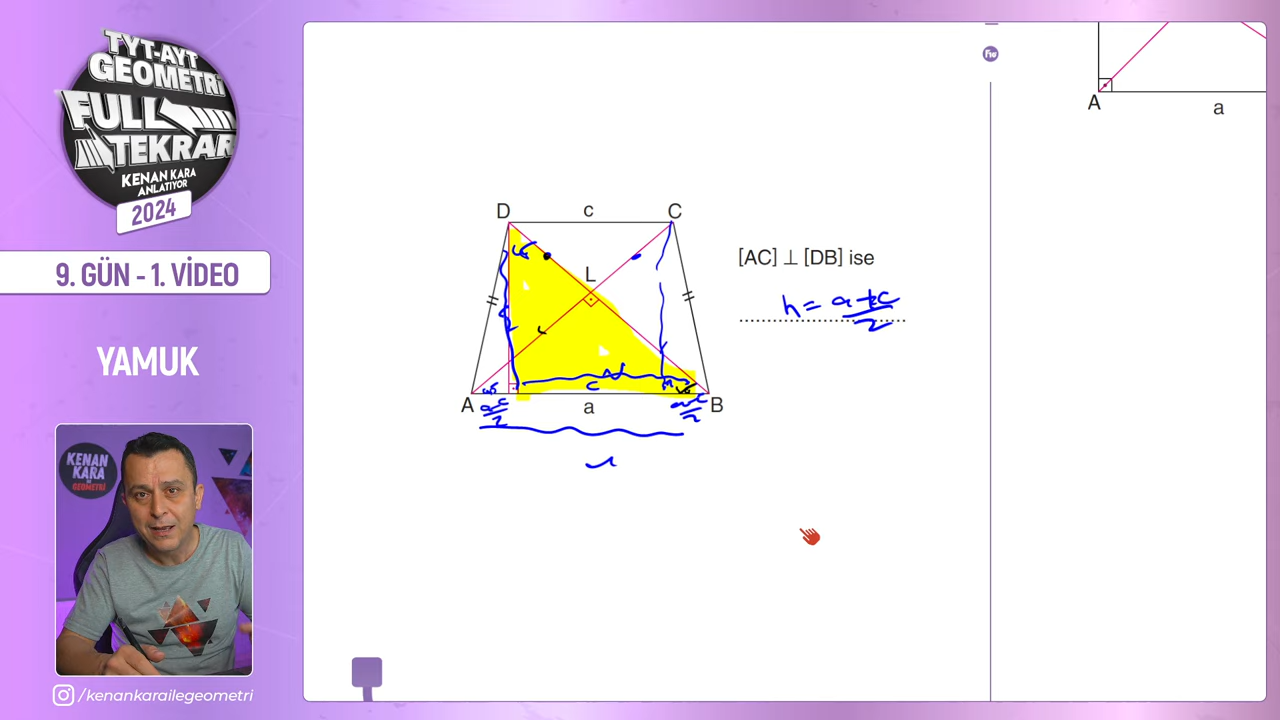 TYT-AYT
GEOMETRİ
FULL
TEKRAR
KENAN KARA
ANLATIYOR
2024
9. GÜN - 1. VİDEO
YAMUK
KENAN
KARA
GEOMETRİ
/kenankarailegeometri
D
c
C
L
A
a
B
c
[AC] ⊥ [DB] ise
h = a+c/2
A
a